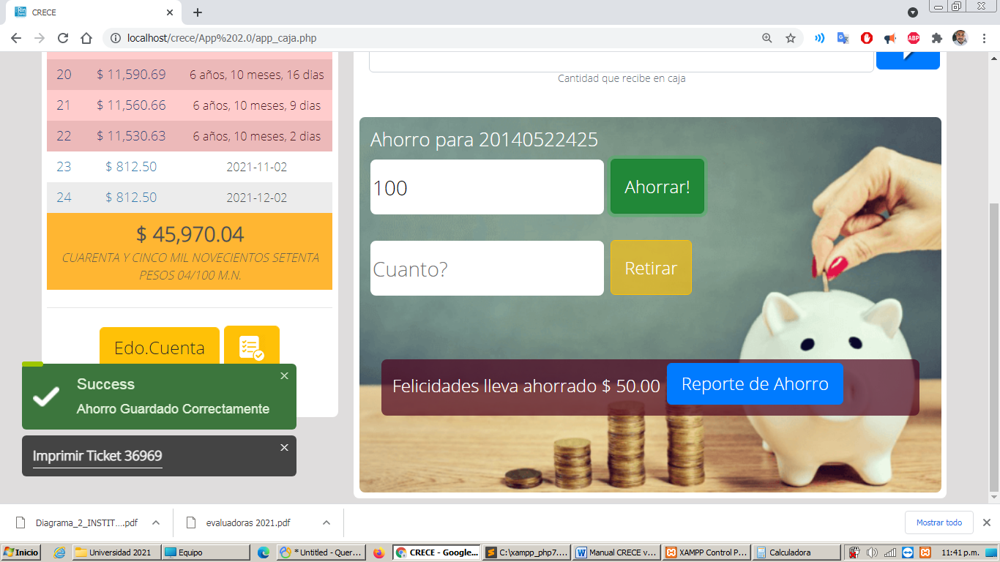 CRECE
localhost/crece/App%202.0/app_caja.php
20 $ 11,590.69 6 años, 10 meses, 16 dias
21 $ 11,560.66 6 años, 10 meses, 9 dias
22 $ 11,530.63 6 años, 10 meses, 2 dias
23 $ 812.50 2021-11-02
24 $ 812.50 2021-12-02
$ 45,970.04
CUARENTA Y CINCO MIL NOVECIENTOS SETENTA
PESOS 04/100 M.N.
Edo.Cuenta
Success
Ahorro Guardado Correctamente
Imprimir Ticket 36969
Cantidad que recibe en caja
Ahorro para 20140522425
100 Ahorrar!
Cuanto? Retirar
Felicidades lleva ahorrado $ 50.00 Reporte de Ahorro
Diagrama_2_INSTIT....pdf evaluadoras 2021.pdf Mostrar todo
Inicio Universidad 2021 Equipo * Untitled - Quer... CRECE - Google... C:\xampp_php7.... Manual CRECE v... XAMPP Control P... Calculadora 11:41 p.m.